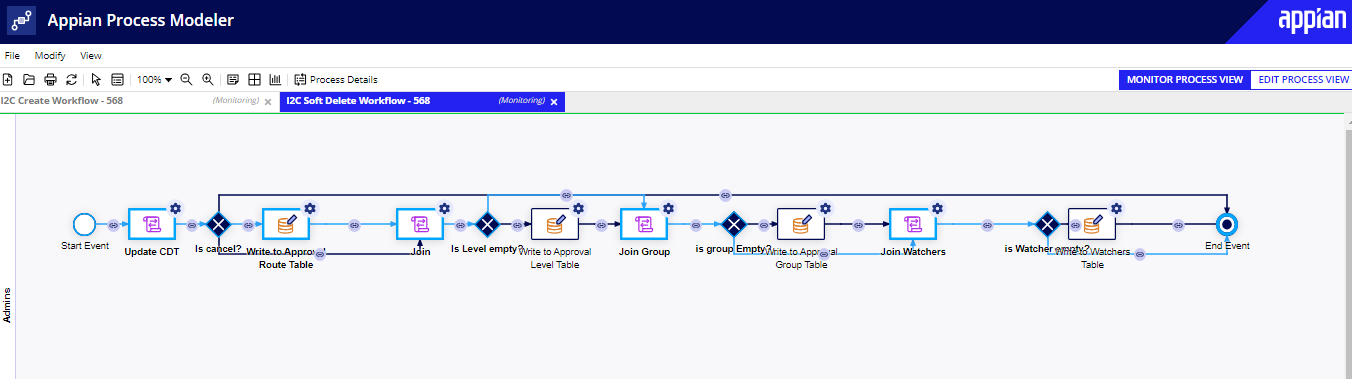 Appian Process Modeler
appian
File Modify View
100% Process Details
MONITOR PROCESS VIEW EDIT PROCESS VIEW
I2C Create Workflow - 568 (Monitoring) ×
I2C Soft Delete Workflow - 568 (Monitoring) ×
Admins
Start Event
Update CDT
Is cancel?
Write to Approval
Route Table
Join
Is Level empty?
Write to Approval
Level Table
Join Group
is group Empty?
Write to Approval
Group Table
Join Watchers
is Watcher empty?
Write to Watchers
Table
End Event